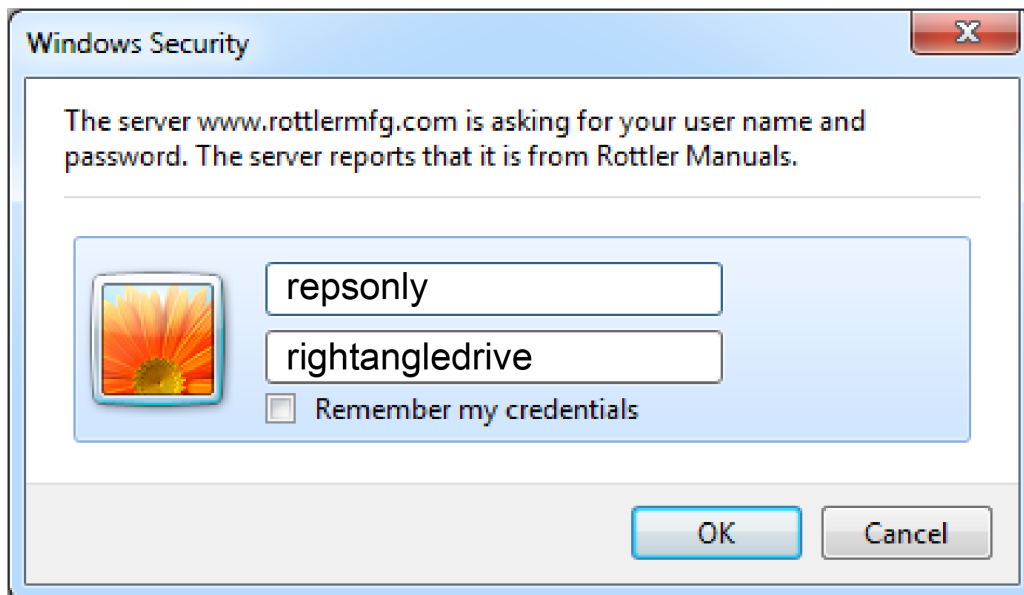 Windows Security
The server www.rottlermfg.com is asking for your user name and
password. The server reports that it is from Rottler Manuals.
repsonly
rightangledrive
Remember my credentials
OK
Cancel